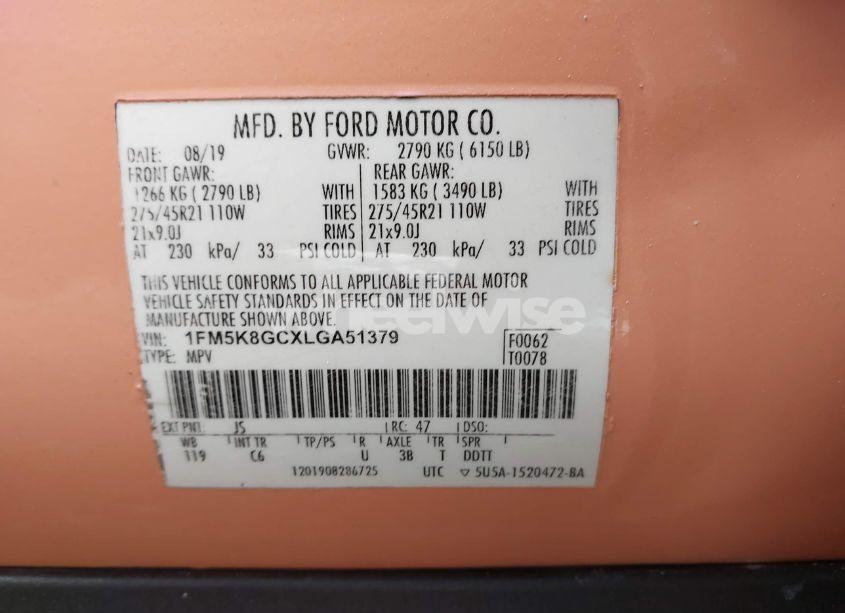 MFD. BY FORD MOTOR CO.
DATE: 08/19 GVWR: 2790 KG ( 6150 LB)
FRONT GAWR: REAR GAWR:
1266 KG ( 2790 LB) WITH 1583 KG ( 3490 LB) WITH
275/45R21 110W TIRES 275/45R21 110W TIRES
21x9.0J RIMS 21x9.0J RIMS
AT 230 kPa/ 33 PSI COLD AT 230 kPa/ 33 PSI COLD
THIS VEHICLE CONFORMS TO ALL APPLICABLE FEDERAL MOTOR
VEHICLE SAFETY STANDARDS IN EFFECT ON THE DATE OF
MANUFACTURE SHOWN ABOVE.
VIN: 1FM5K8GCXLGA51379 F0062
TYPE: MPV T0078
EXT PNT: J5 RC: 47 DSO:
WB INT TR TP/PS R AXLE TR SPR
119 C6 U 3B T DDTT
1201908286725 UTC ▽ 5U5A-1520472-BA